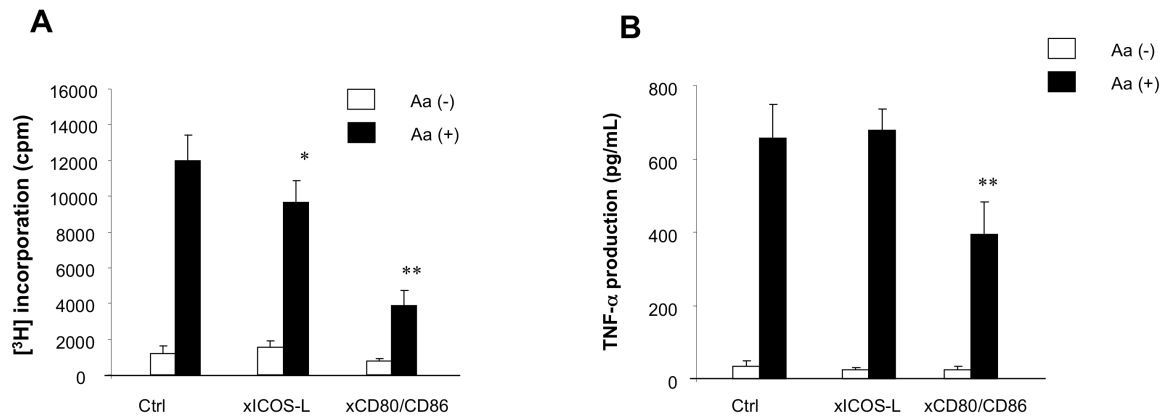 A
[³H] incorporation (cpm)
16000
14000
12000
10000
8000
6000
4000
2000
0
Aa (-)
Aa (+)
*
**
Ctrl
xICOS-L
xCD80/CD86
B
TNF-α production (pg/mL)
800
600
400
200
0
Aa (-)
Aa (+)
**
Ctrl
xICOS-L
xCD80/CD86